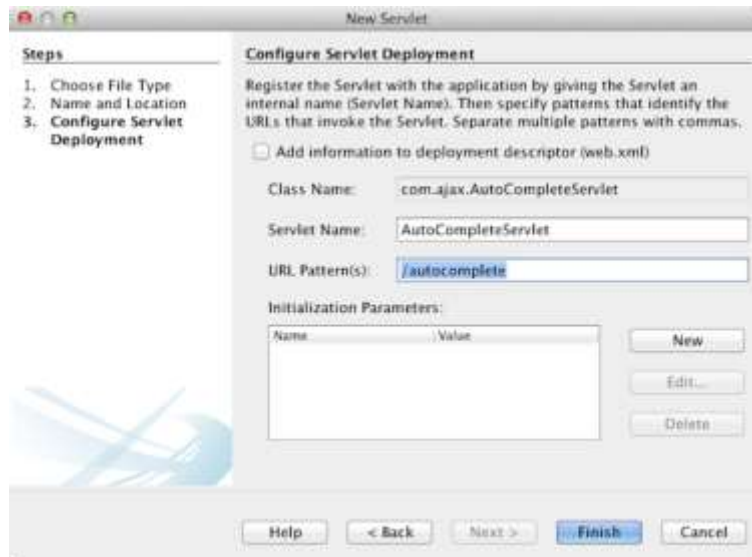 New Servlet
Steps
1. Choose File Type
2. Name and Location
3. Configure Servlet
Deployment
Configure Servlet Deployment
Register the Servlet with the application by giving the Servlet an
internal name (Servlet Name). Then specify patterns that identify the
URLs that invoke the Servlet. Separate multiple patterns with commas.
Add information to deployment descriptor (web.xml)
Class Name: com.ajax.AutoCompleteServlet
Servlet Name: AutoCompleteServlet
URL Pattern(s): /autocomplete
Initialization Parameters:
Name Value
New
Edit...
Delete
Help < Back Next > Finish Cancel